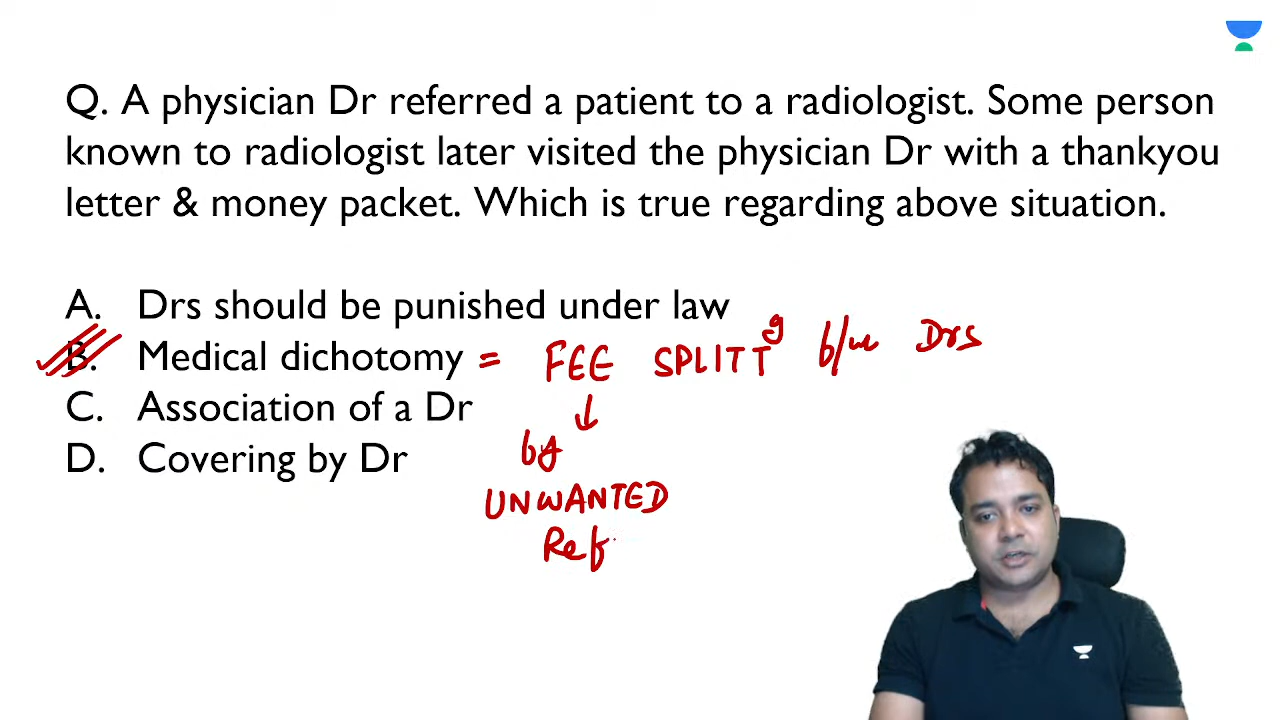 Q. A physician Dr referred a patient to a radiologist. Some person
known to radiologist later visited the physician Dr with a thankyou
letter & money packet. Which is true regarding above situation.
A. Drs should be punished under law
B. Medical dichotomy = FEE SPLITTg b/w Drs
C. Association of a Dr
D. Covering by Dr
by
UNWANTED
Ref